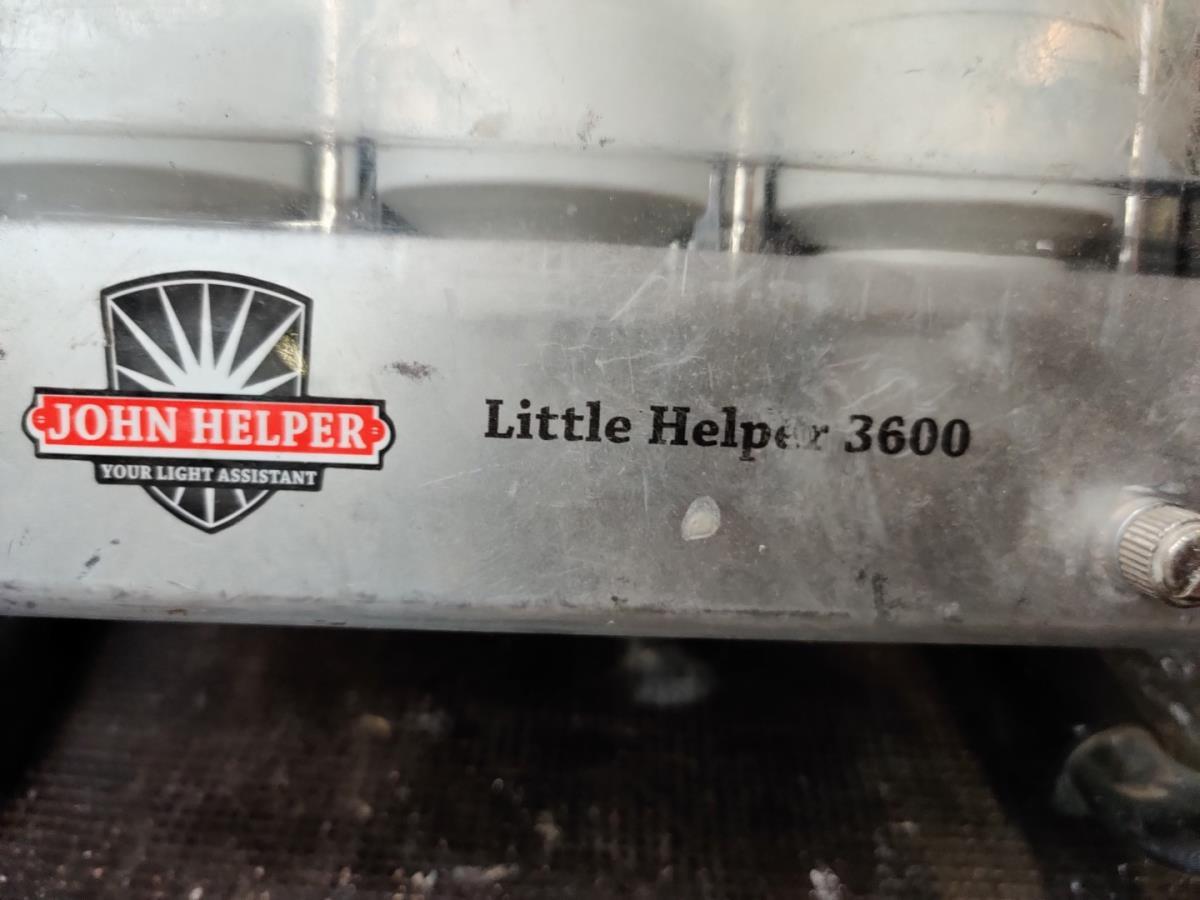 JOHN HELPER
YOUR LIGHT ASSISTANT
Little Helper 3600